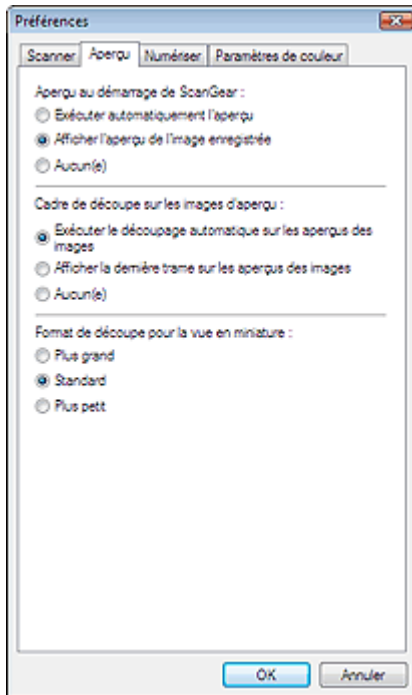 Préférences
Scanner Aperçu Numériser Paramètres de couleur
Aperçu au démarrage de ScanGear :
Exécuter automatiquement l'aperçu
Afficher l'aperçu de l'image enregistrée
Aucun(e)
Cadre de découpe sur les images d'aperçu :
Exécuter le découpage automatique sur les aperçus des
images
Afficher la dernière trame sur les aperçus des images
Aucun(e)
Format de découpe pour la vue en miniature :
Plus grand
Standard
Plus petit
OK Annuler